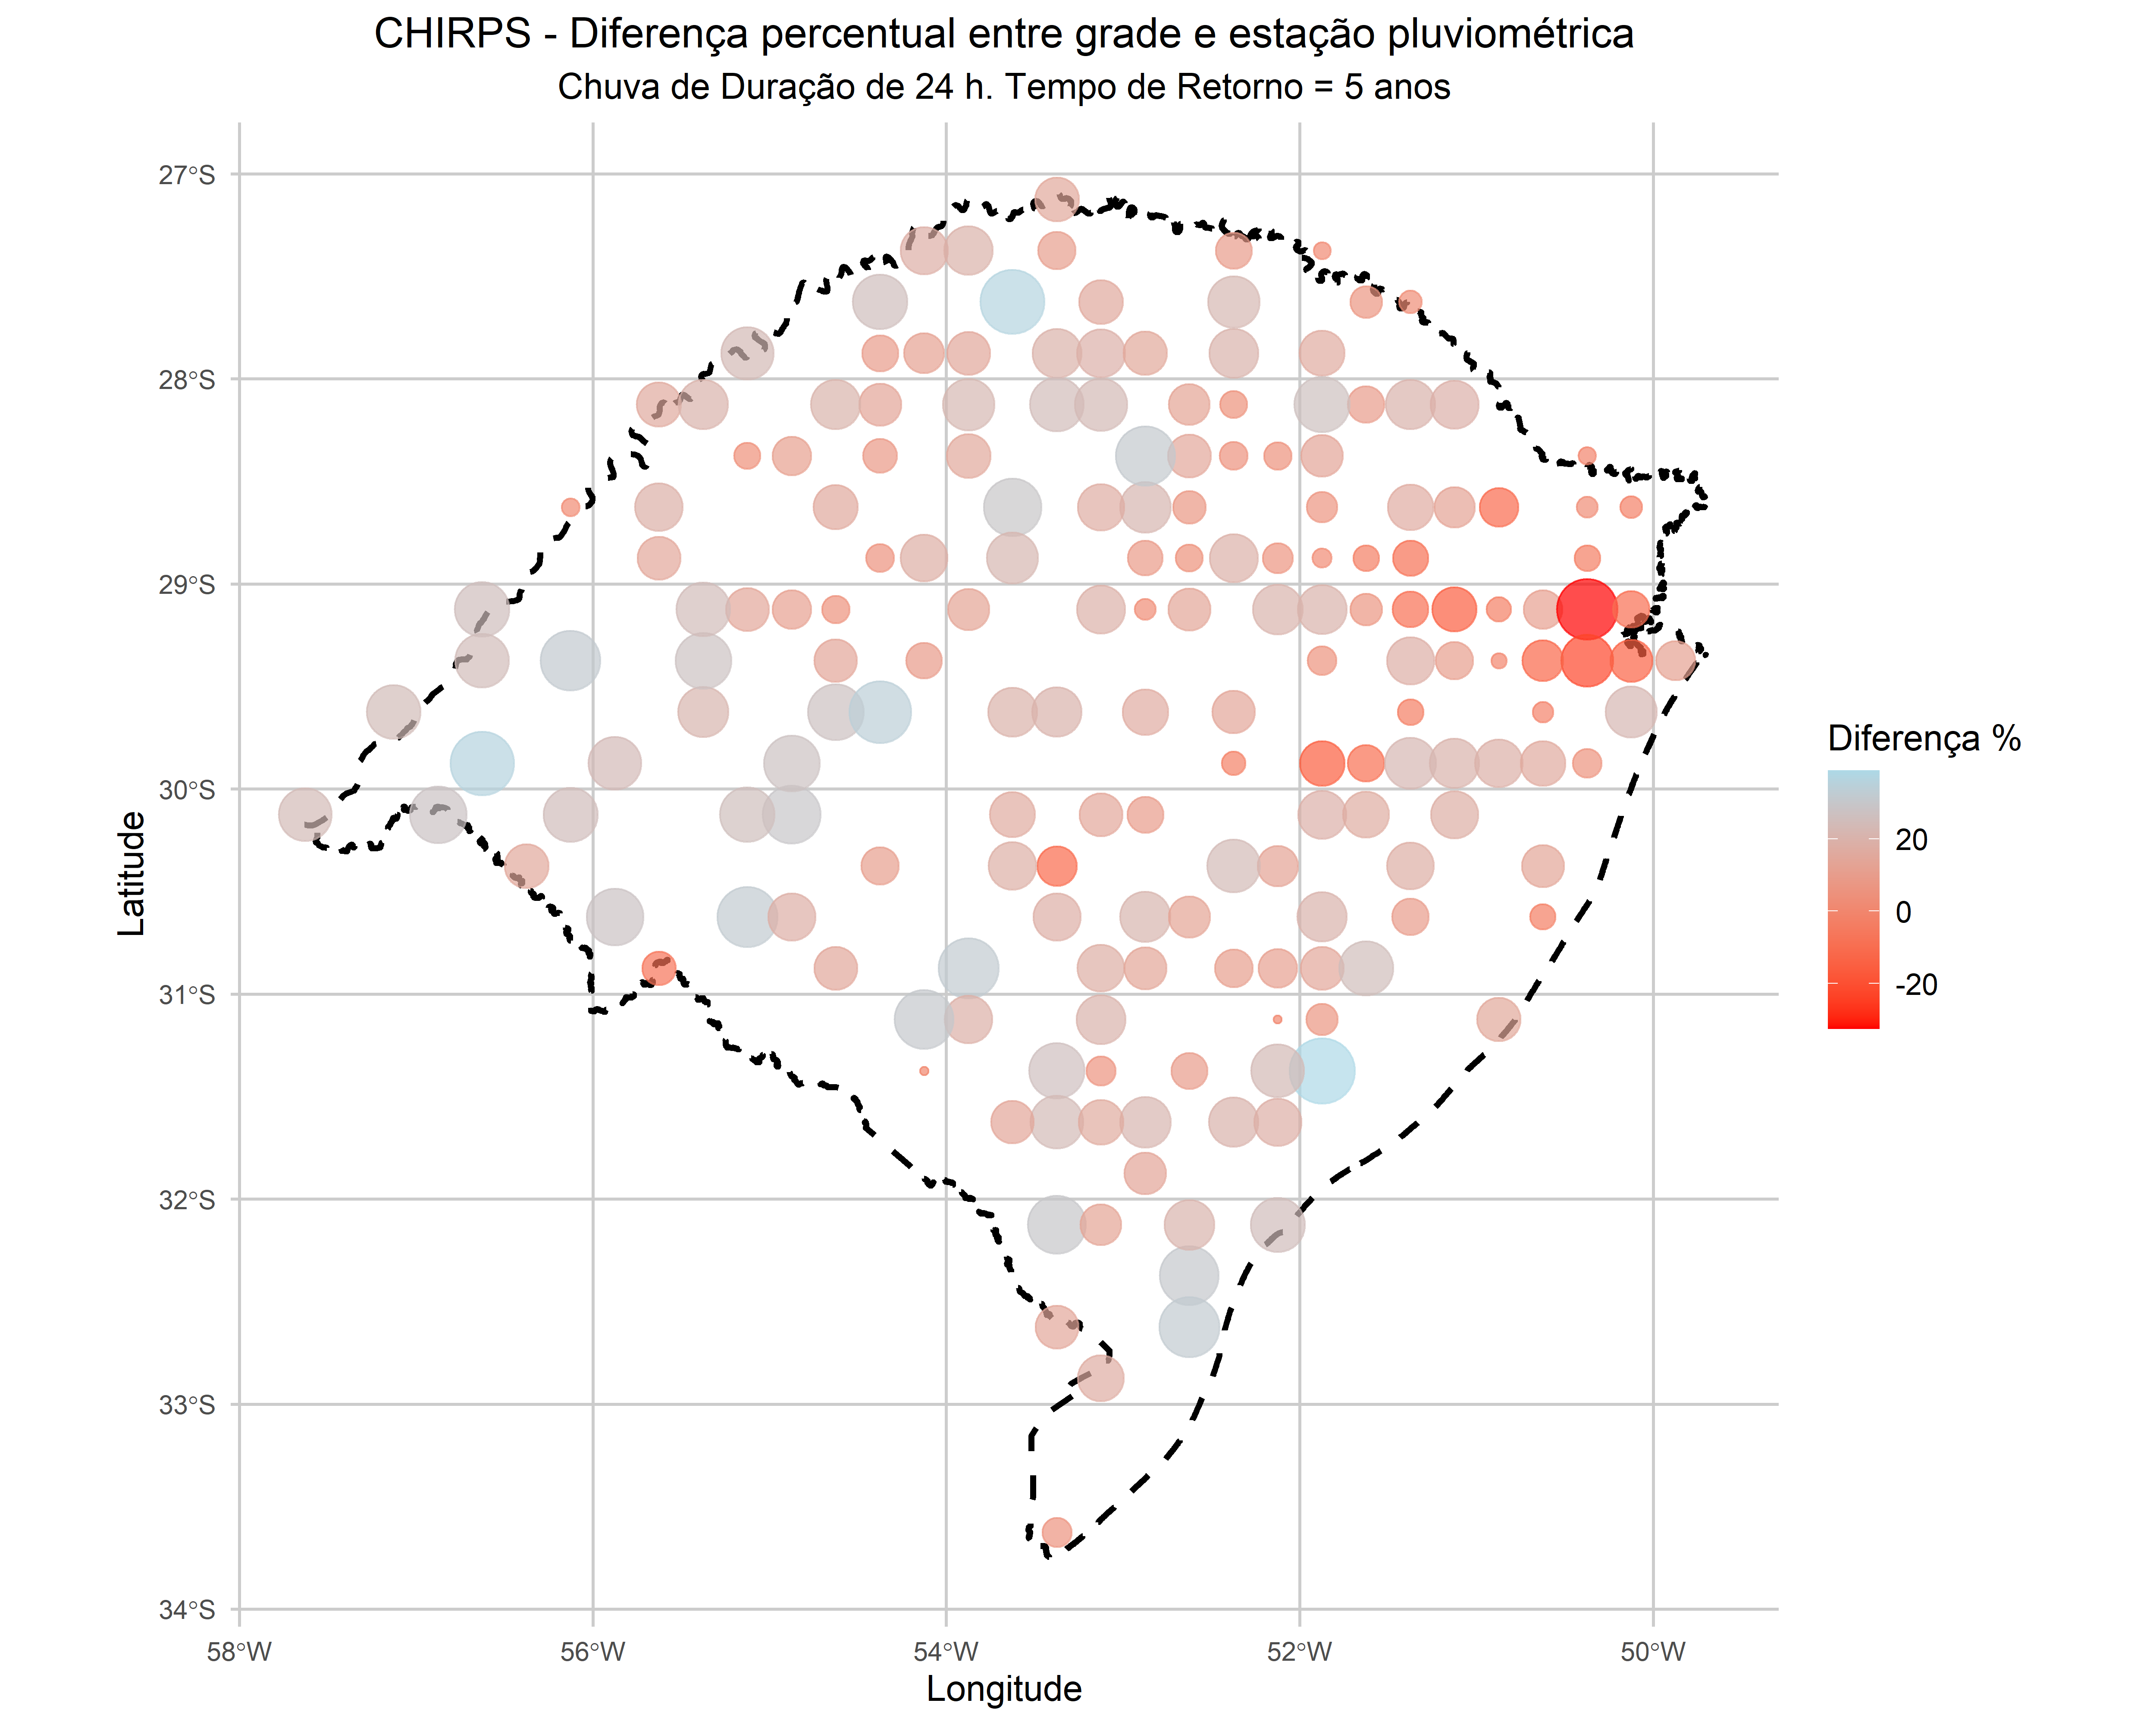 CHIRPS - Diferença percentual entre grade e estação pluviométrica
Chuva de Duração de 24 h. Tempo de Retorno = 5 anos
27°S
28°S
29°S
30°S
31°S
32°S
33°S
34°S
Latitude
58°W
56°W
54°W
52°W
50°W
Longitude
Diferença %
20
0
-20